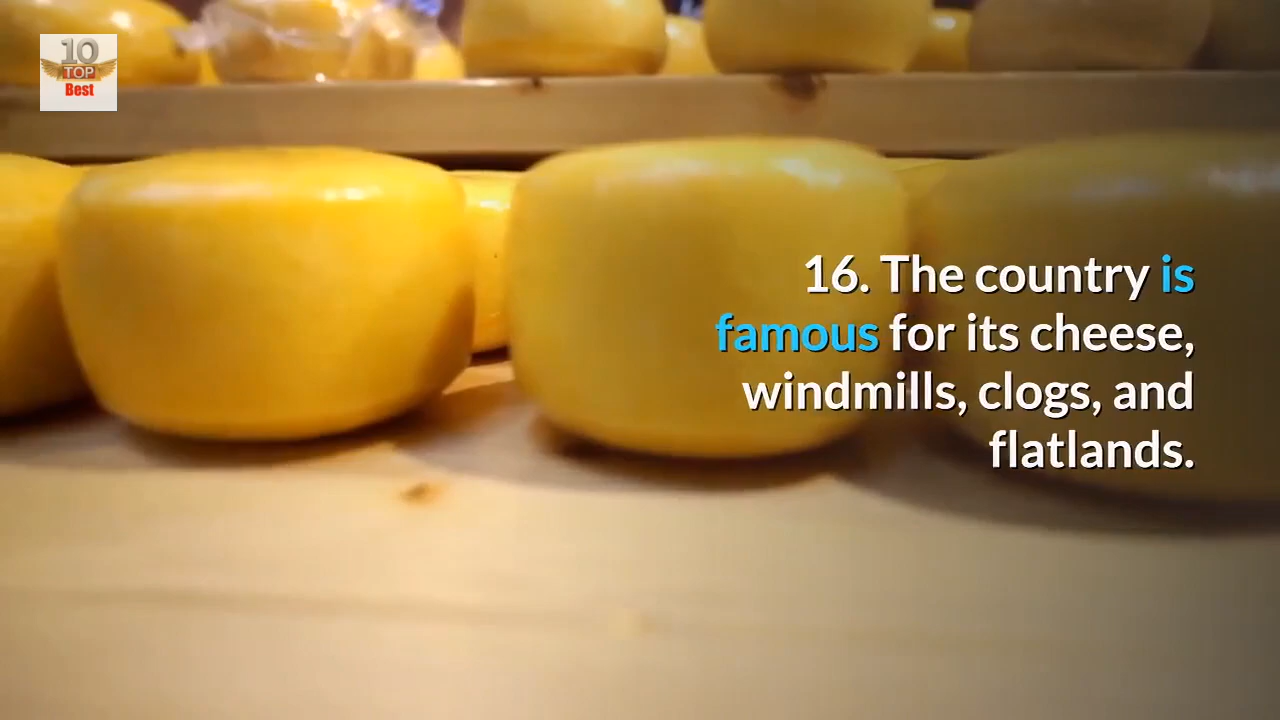 10
TOP
Best
16. The country is
famous for its cheese,
windmills, clogs, and
flatlands.